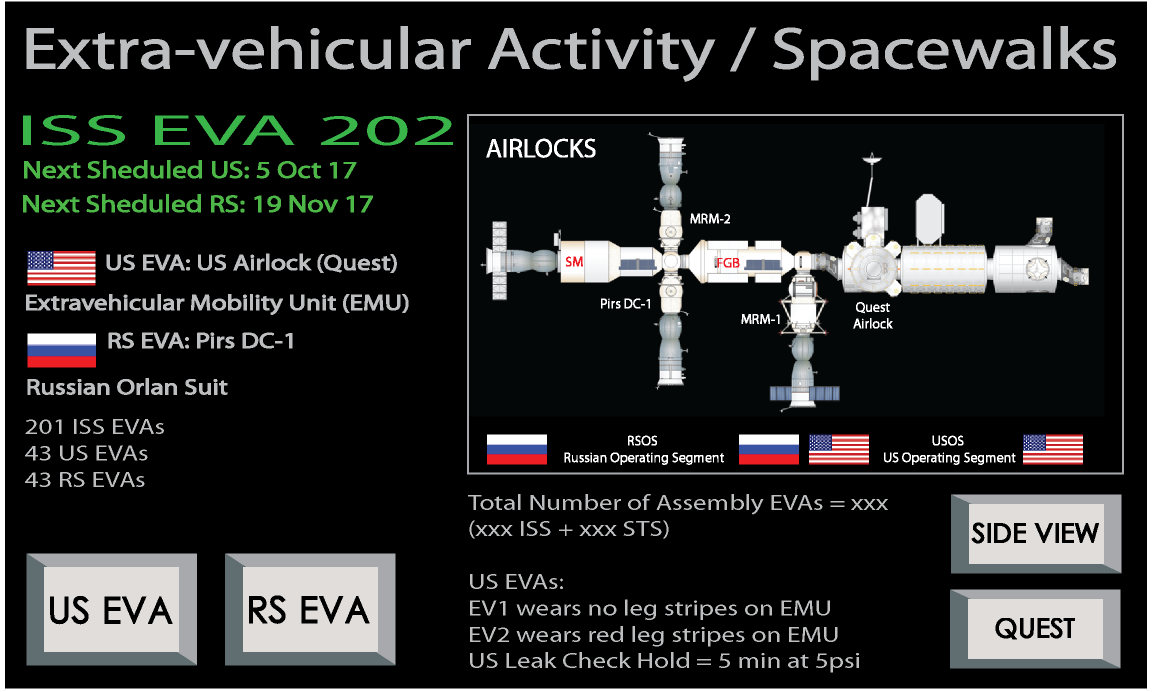 Extra-vehicular Activity / Spacewalks
ISS EVA 202
Next Sheduled US: 5 Oct 17
Next Sheduled RS: 19 Nov 17
US EVA: US Airlock (Quest)
Extravehicular Mobility Unit (EMU)
RS EVA: Pirs DC-1
Russian Orlan Suit
201 ISS EVAs
43 US EVAs
43 RS EVAs
US EVA
RS EVA
AIRLOCKS
MRM-2
SM
FGB
Pirs DC-1
MRM-1
Quest
Airlock
RSOS
Russian Operating Segment
USOS
US Operating Segment
Total Number of Assembly EVAs = xxx
(xxx ISS + xxx STS)
US EVAs:
EV1 wears no leg stripes on EMU
EV2 wears red leg stripes on EMU
US Leak Check Hold = 5 min at 5psi
SIDE VIEW
QUEST